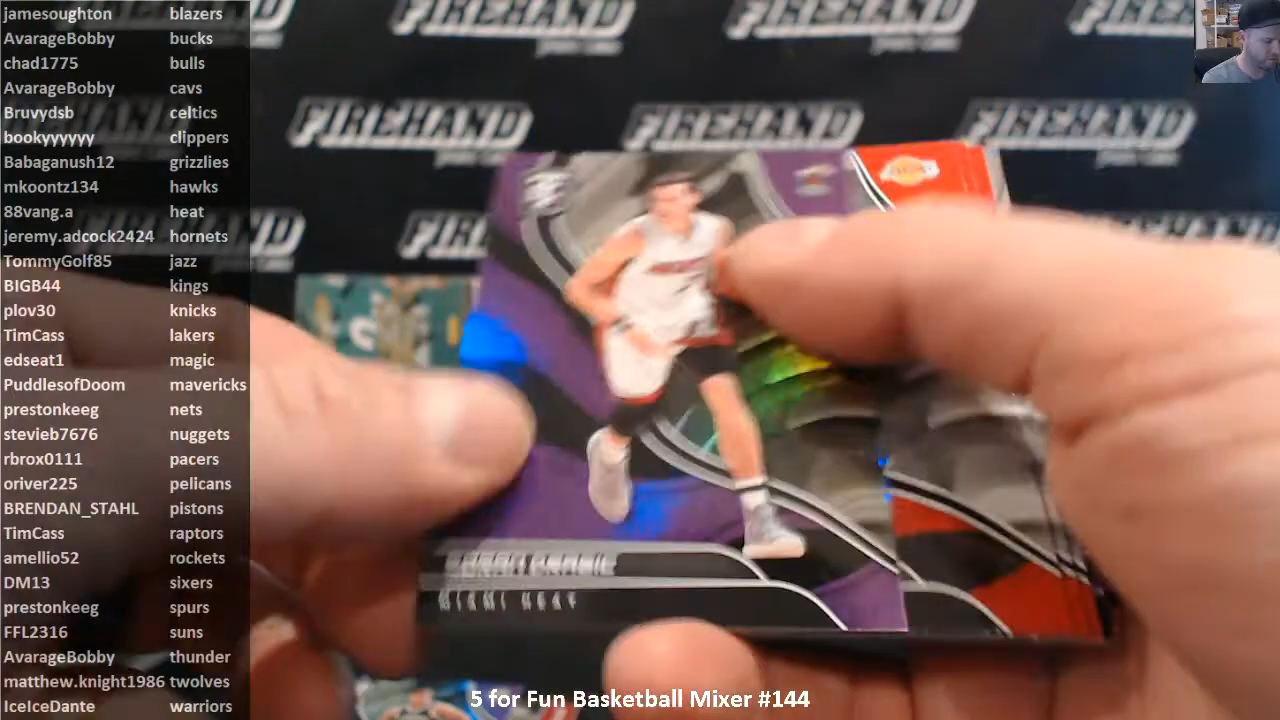 jamesoughton blazers
AvarageBobby bucks
chad1775 bulls
AvarageBobby cavs
Bruvydsb celtics
bookyyyyyy clippers
Babaganush12 grizzlies
mkoontz134 hawks
88vang.a heat
jeremy.adcock2424 hornets
TommyGolf85 jazz
BIGB44 kings
plov30 knicks
TimCass lakers
edseat1 magic
PuddlesofDoom mavericks
prestonkeeg nets
stevieb7676 nuggets
rbrox0111 pacers
oriver225 pelicans
BRENDAN_STAHL pistons
TimCass raptors
amellio52 rockets
DM13 sixers
prestonkeeg spurs
FFL2316 suns
AvarageBobby thunder
matthew.knight1986 twolves
IceIceDante warriors
FIREHAND FIREHAND
FIREHAND FIREHAND FIREHAND
FIREHAND
MIAMI HEAT
5 for Fun Basketball Mixer #144